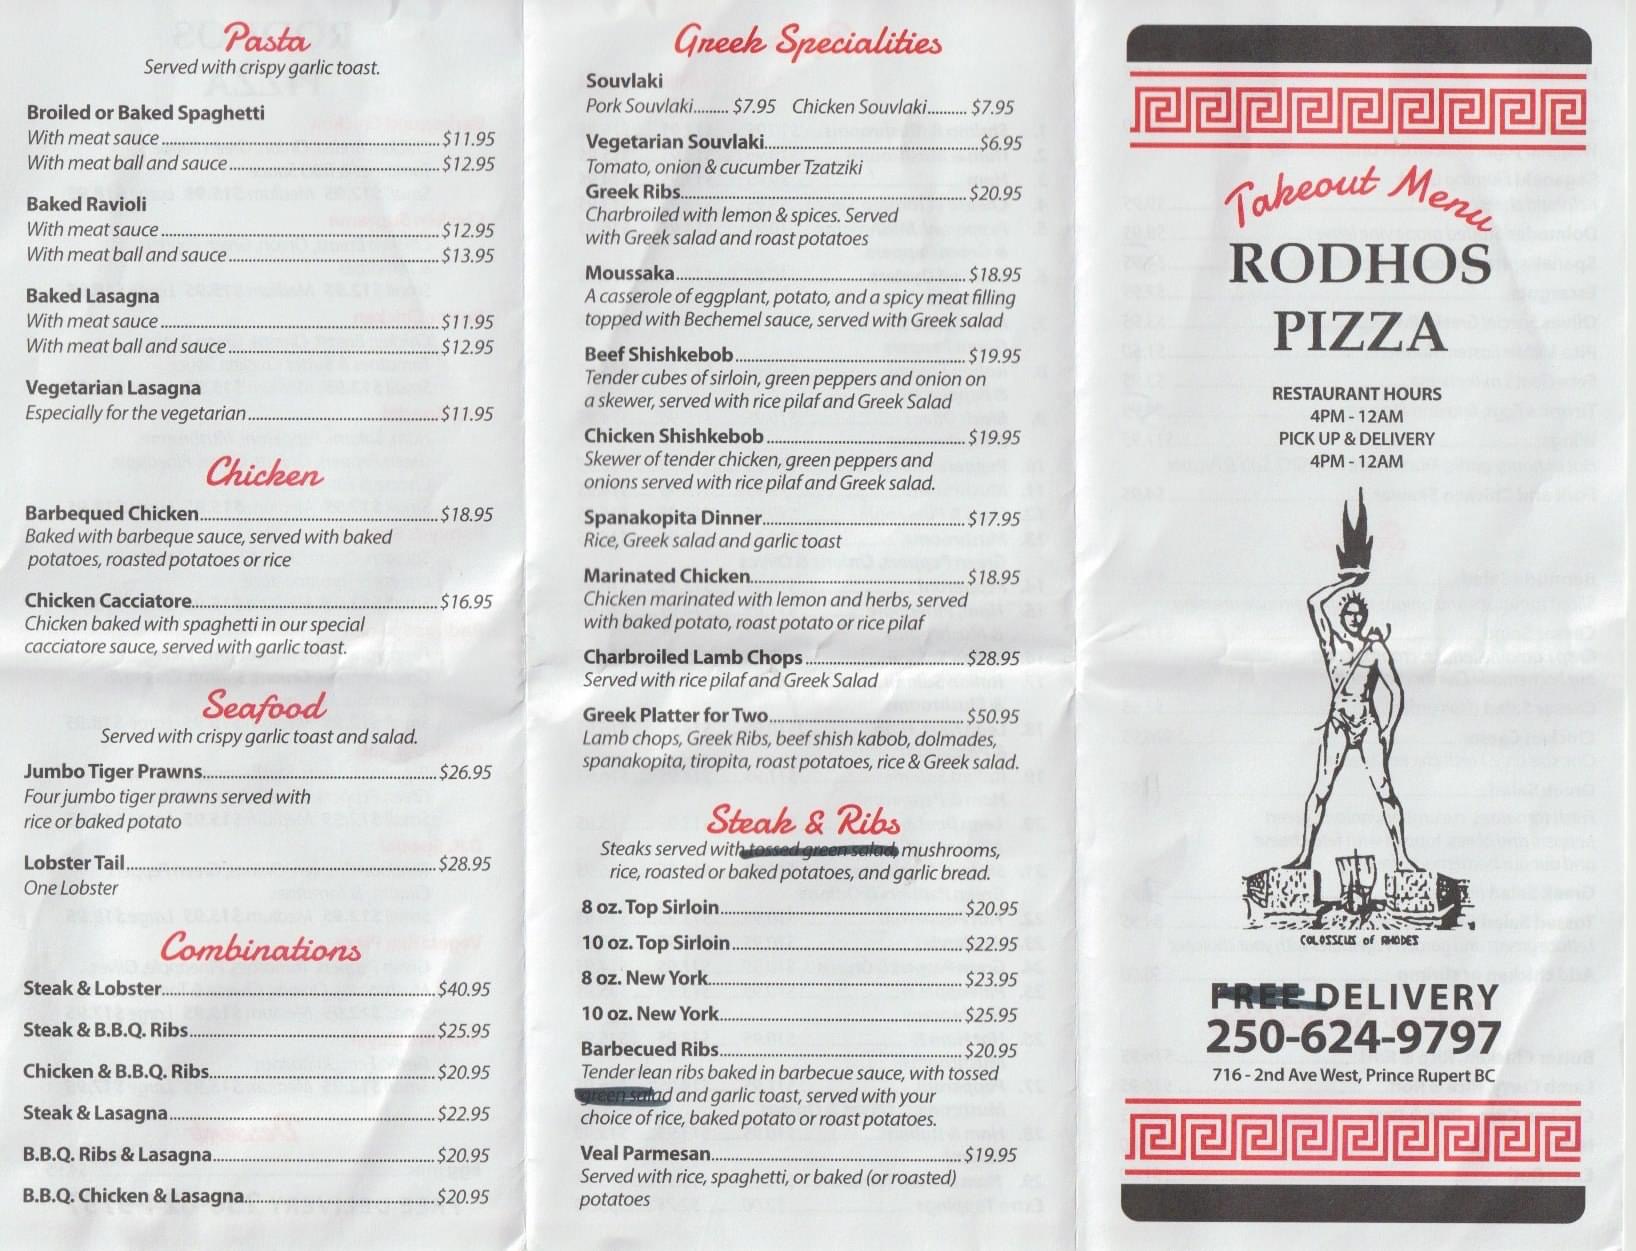 Pasta
Served with crispy garlic toast.
Broiled or Baked Spaghetti
With meat sauce.....$11.95
With meat ball and sauce.....$12.95
Baked Ravioli
With meat sauce.....$12.95
With meat ball and sauce.....$13.95
Baked Lasagna
With meat sauce.....$11.95
With meat ball and sauce.....$12.95
Vegetarian Lasagna
Especially for the vegetarian.....$11.95
Chicken
Barbequed Chicken.....$18.95
Baked with barbeque sauce, served with baked
potatoes, roasted potatoes or rice
Chicken Cacciatore.....$16.95
Chicken baked with spaghetti in our special
cacciatore sauce, served with garlic toast.
Seafood
Served with crispy garlic toast and salad.
Jumbo Tiger Prawns.....$26.95
Four jumbo tiger prawns served with
rice or baked potato
Lobster Tail.....$28.95
One Lobster
Combinations
Steak & Lobster.....$40.95
Steak & B.B.Q. Ribs.....$25.95
Chicken & B.B.Q. Ribs.....$20.95
Steak & Lasagna.....$22.95
B.B.Q. Ribs & Lasagna.....$20.95
B.B.Q. Chicken & Lasagna.....$20.95
Greek Specialities
Souvlaki
Pork Souvlaki..... $7.95 Chicken Souvlaki..... $7.95
Vegetarian Souvlaki.....$6.95
Tomato, onion & cucumber Tzatziki
Greek Ribs.....$20.95
Charbroiled with lemon & spices. Served
with Greek salad and roast potatoes
Moussaka.....$18.95
A casserole of eggplant, potato, and a spicy meat filling
topped with Bechemel sauce, served with Greek salad
Beef Shishkebob.....$19.95
Tender cubes of sirloin, green peppers and onion on
a skewer, served with rice pilaf and Greek Salad
Chicken Shishkebob.....$19.95
Skewer of tender chicken, green peppers and
onions served with rice pilaf and Greek salad.
Spanakopita Dinner.....$17.95
Rice, Greek salad and garlic toast
Marinated Chicken.....$18.95
Chicken marinated with lemon and herbs, served
with baked potato, roast potato or rice pilaf
Charbroiled Lamb Chops.....$28.95
Served with rice pilaf and Greek Salad
Greek Platter for Two.....$50.95
Lamb chops, Greek Ribs, beef shish kabob, dolmades,
spanakopita, tiropita, roast potatoes, rice & Greek salad.
Steak & Ribs
Steaks served with tossed green salad, mushrooms,
rice, roasted or baked potatoes, and garlic bread.
8 oz. Top Sirloin.....$20.95
10 oz. Top Sirloin.....$22.95
8 oz. New York.....$23.95
10 oz. New York.....$25.95
Barbecued Ribs.....$20.95
Tender lean ribs baked in barbecue sauce, with tossed
green salad and garlic toast, served with your
choice of rice, baked potato or roast potatoes.
Veal Parmesan.....$19.95
Served with rice, spaghetti, or baked (or roasted)
potatoes
Takeout Menu
RODHOS
PIZZA
RESTAURANT HOURS
4PM - 12AM
PICK UP & DELIVERY
4PM - 12AM
COLOSSEUS of RHODES
FREE DELIVERY
250-624-9797
716 - 2nd Ave West, Prince Rupert BC